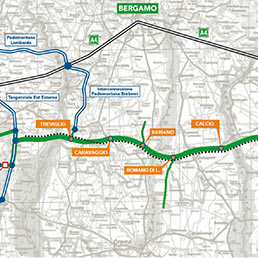 BERGAMO
A4
A4
Pedemontana
Lombarda
Interconnessione
Pedemontana BreBemi
Tangenziale Est Esterna
TREVIGLIO
CARAVAGGIO
BARIANO
CALCIO
ROMANO DI L.